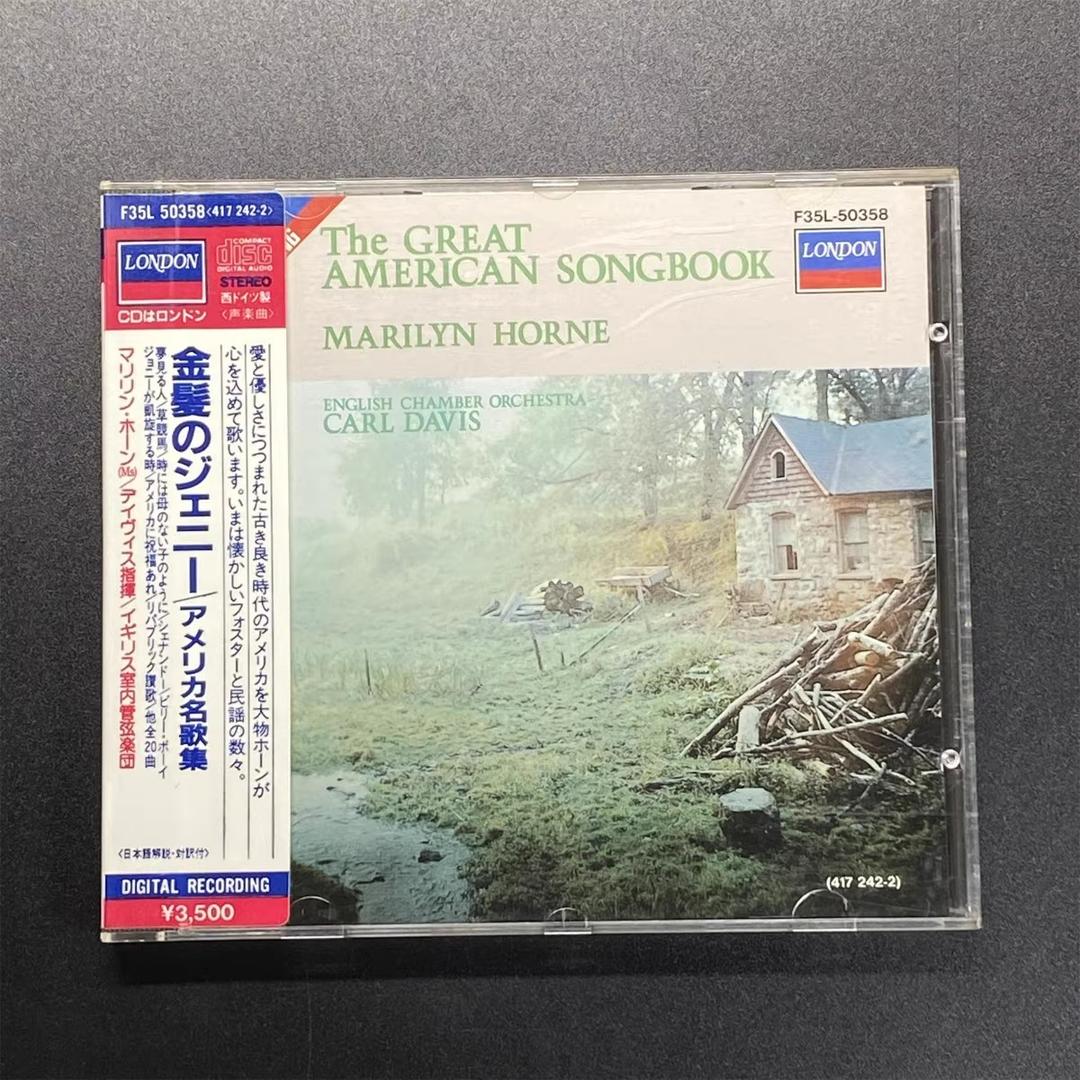 F35L 50358<417 242-2>
LONDON
COMPACT
disc
DIGITAL AUDIO
STEREO
西ドイツ製
CDはロンドン
〈声楽曲〉
愛と優しさにつつまれた古き良き時代のアメリカを大物ホーンが
心を込めて歌います。いまは懐かしいフォスターと民謡の数々。
金髪のジェニー/アメリカ名歌集
夢見る人/草競馬/時には母のない子のように/シェナンドー/ビリー・ボーイ
ジョニーが凱旋する時/アメリカに祝福あれ/リパブリック讃歌/他全20曲
マリリン・ホーン(Ms)/デイヴィス指揮/イギリス室内管弦楽団
〈日本語解説・対訳付〉
DIGITAL RECORDING
¥3,500
The GREAT
AMERICAN SONGBOOK
MARILYN HORNE
F35L-50358
LONDON
ENGLISH CHAMBER ORCHESTRA
CARL DAVIS
(417 242-2)